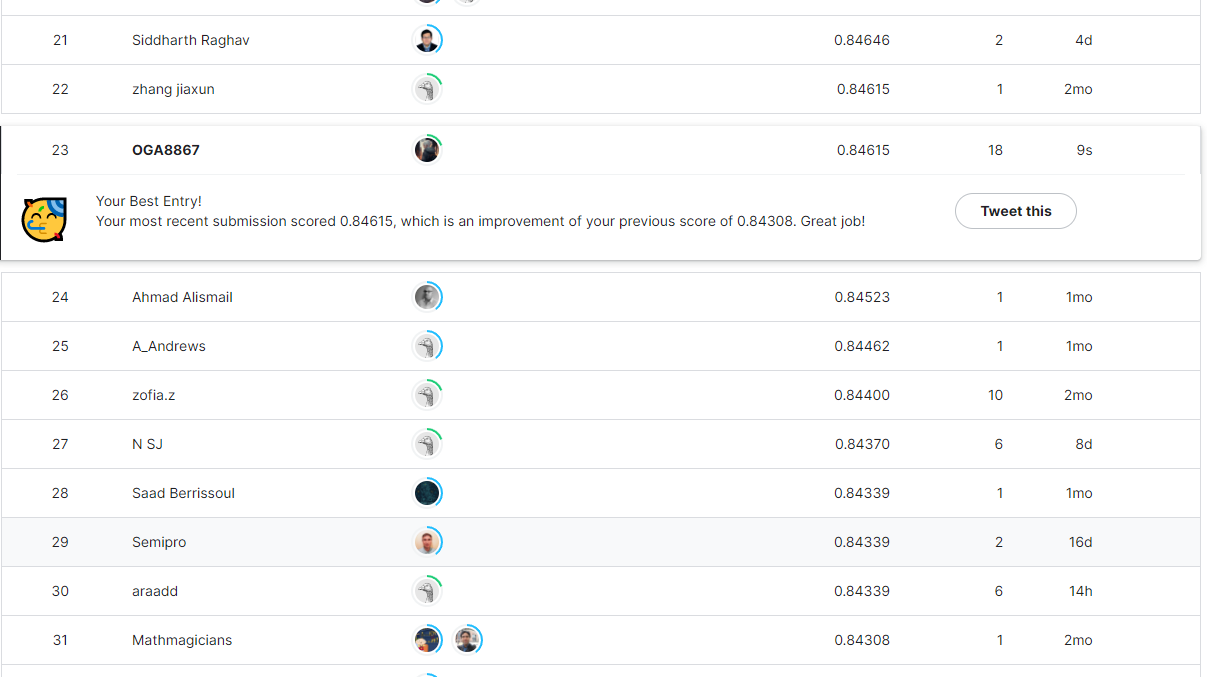 21 Siddharth Raghav 0.84646 2 4d
22 zhang jiaxun 0.84615 1 2mo
23 OGA8867 0.84615 18 9s
Your Best Entry!
Your most recent submission scored 0.84615, which is an improvement of your previous score of 0.84308. Great job!
Tweet this
24 Ahmad Alismail 0.84523 1 1mo
25 A_Andrews 0.84462 1 1mo
26 zofia.z 0.84400 10 2mo
27 N SJ 0.84370 6 8d
28 Saad Berrissoul 0.84339 1 1mo
29 Semipro 0.84339 2 16d
30 araadd 0.84339 6 14h
31 Mathmagicians 0.84308 1 2mo